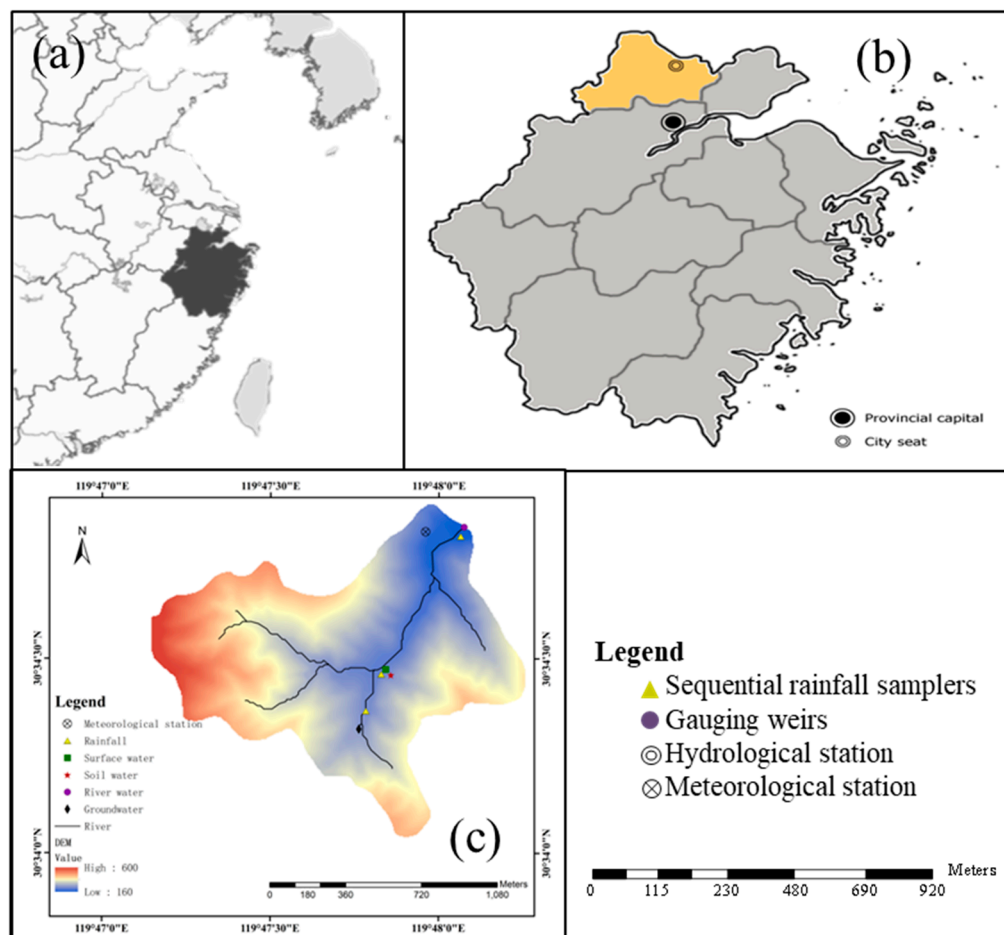 (a)
(b)
Provincial capital
City seat
119°47'0"E 119°47'30"E 119°48'0"E
N
30°34'30"N
30°34'30"N
Legend
Meteorological station
Rainfall
Surface water
Soil water
River water
Groundwater
River
DEM
Value
High : 600
Low : 160
(c)
Meters
0 180 360 720 1,080
30°34'0"N
30°34'0"N
119°47'0"E 119°47'30"E 119°48'0"E
Legend
Sequential rainfall samplers
Gauging weirs
Hydrological station
Meteorological station
Meters
0 115 230 480 690 920